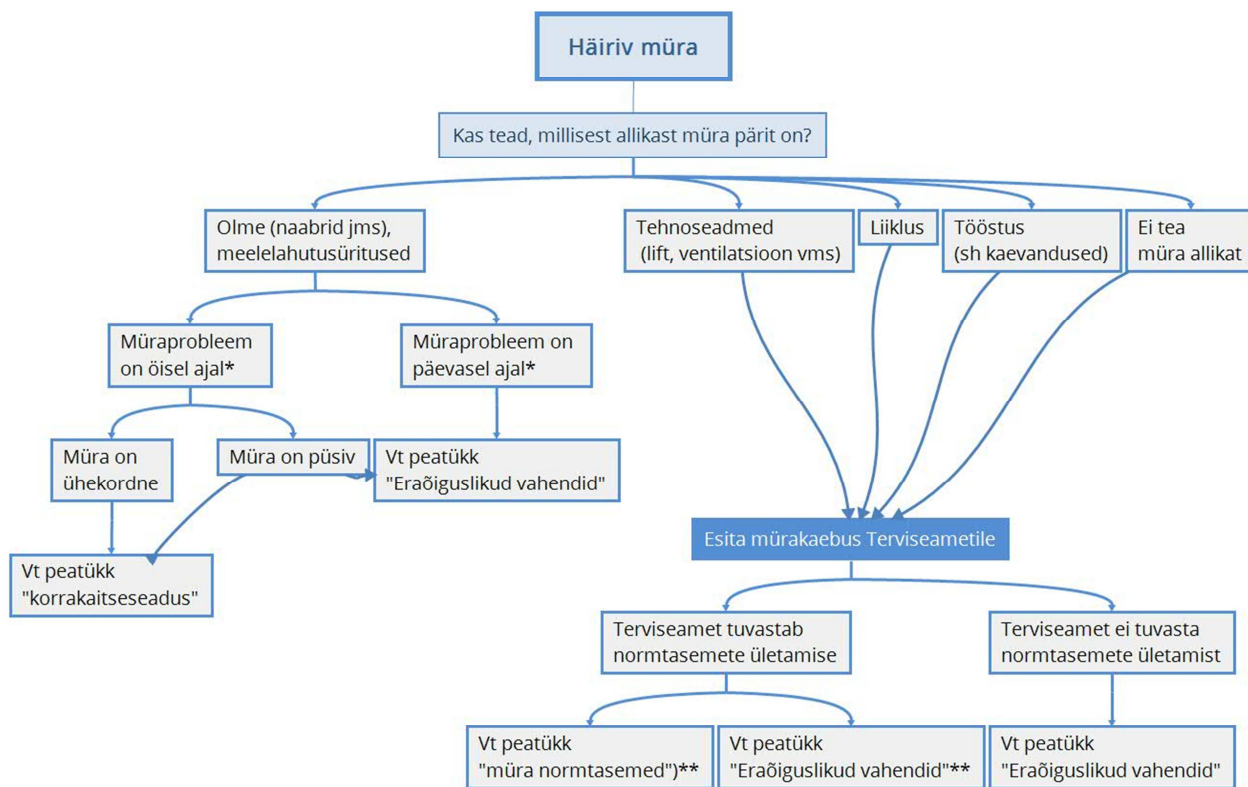 Häiriv müra
Kas tead, millisest allikast müra pärit on?
Olme (naabrid jms),
meelelahutusüritused
Tehnoseadmed
(lift, ventilatsioon vms)
Liiklus
Tööstus
(sh kaevandused)
Ei tea
müra allikat
Müraprobleem
on öisel ajal*
Müraprobleem on
päevasel ajal*
Müra on
ühekordne
Müra on püsiv
Vt peatükk
"Eraõiguslikud vahendid"
Vt peatükk
"korrakaitseseadus"
Esita mürakaebus Terviseametile
Terviseamet tuvastab
normtasemete ületamise
Terviseamet ei tuvasta
normtasemete ületamist
Vt peatükk
"müra normtasemed")**
Vt peatükk
"Eraõiguslikud vahendid"**
Vt peatükk
"Eraõiguslikud vahendid"